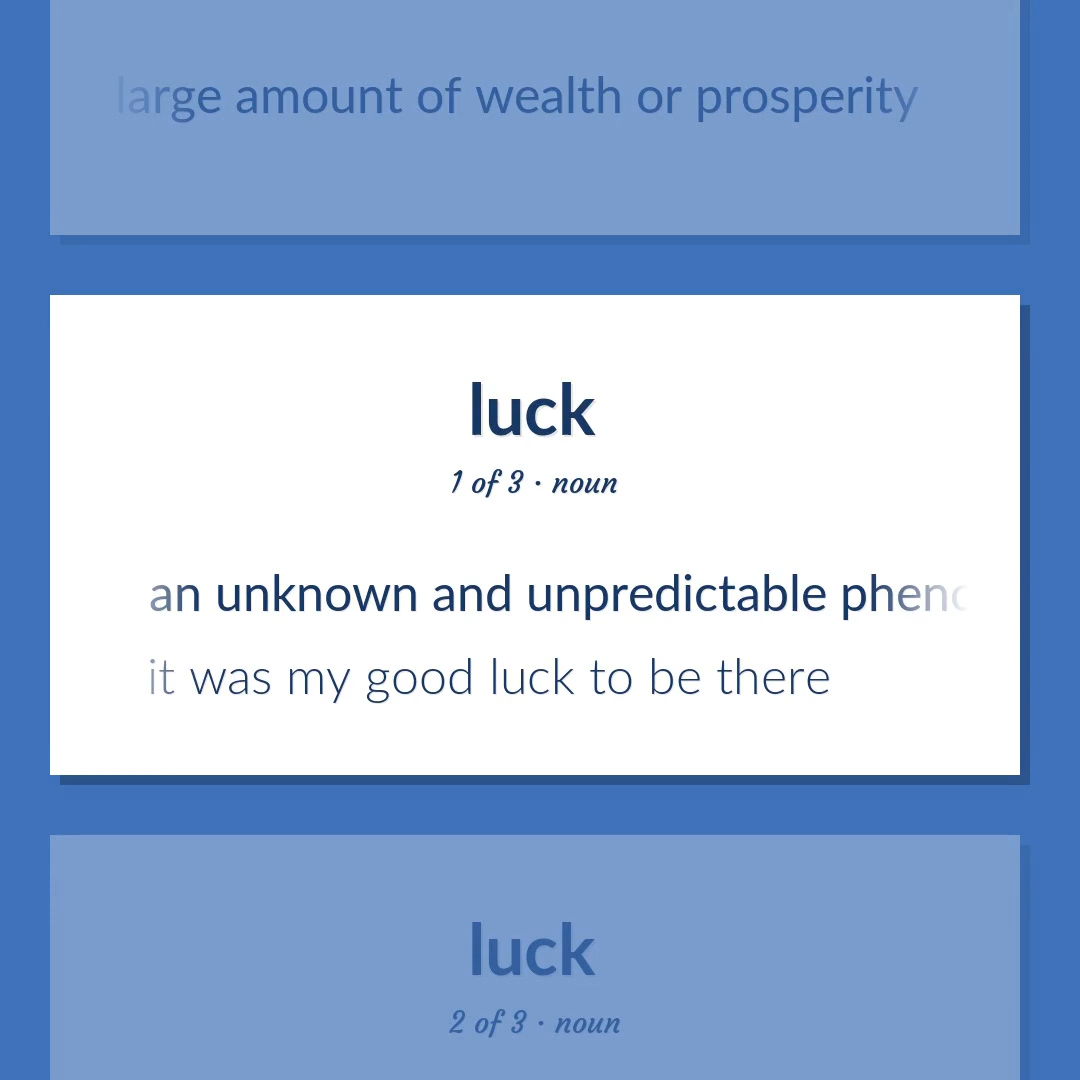 large amount of wealth or prosperity
luck
1 of 3 · noun
an unknown and unpredictable
it was my good luck to be there
luck
2 of 3 · noun